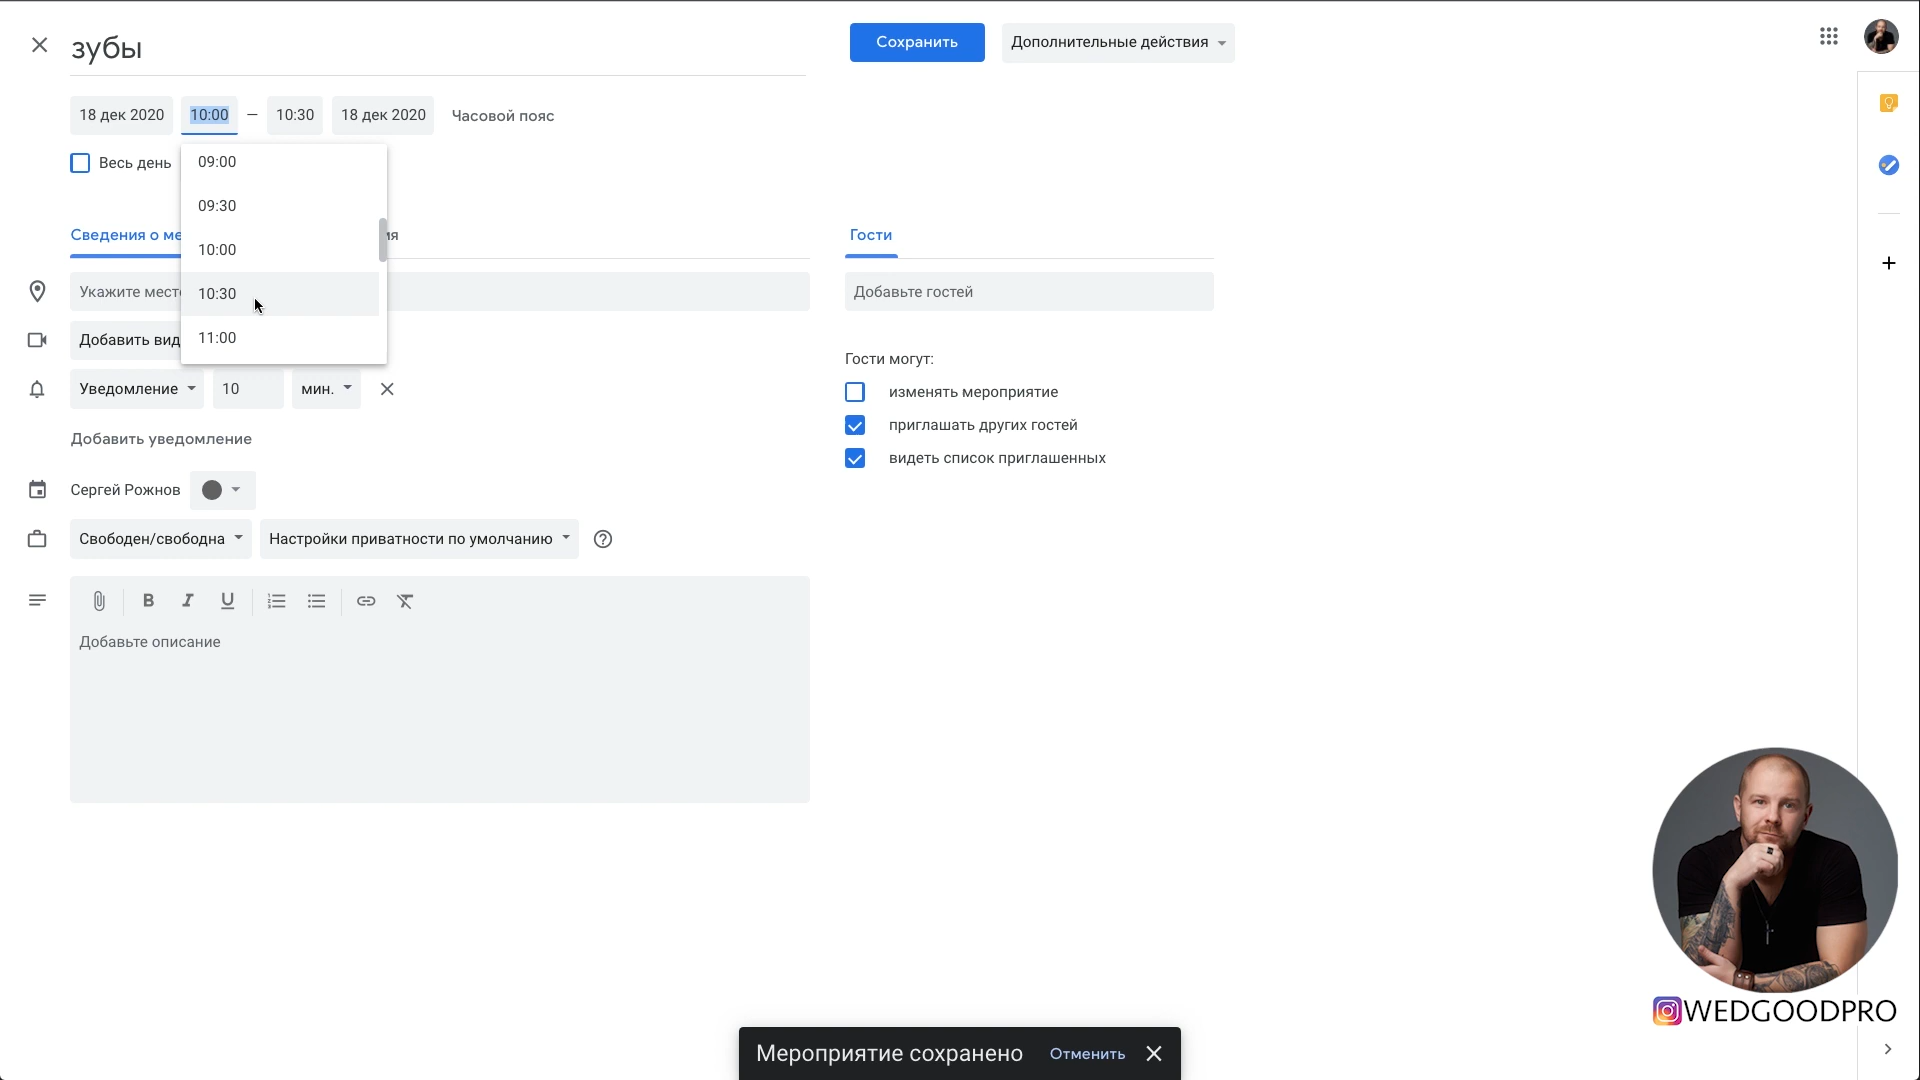 зубы
Сохранить
Дополнительные действия
18 дек 2020 10:00 — 10:30 18 дек 2020 Часовой пояс
Весь день
09:00
09:30
10:00
10:30
11:00
Сведения о ме
ия
Гости
Укажите мест
Добавьте гостей
Добавить вид
Гости могут:
Уведомление 10 мин.
изменять мероприятие
приглашать других гостей
Добавить уведомление
видеть список приглашенных
Сергей Рожнов
Свободен/свободна Настройки приватности по умолчанию
B I U
Добавьте описание
WEDGOODPRO
Мероприятие сохранено Отменить